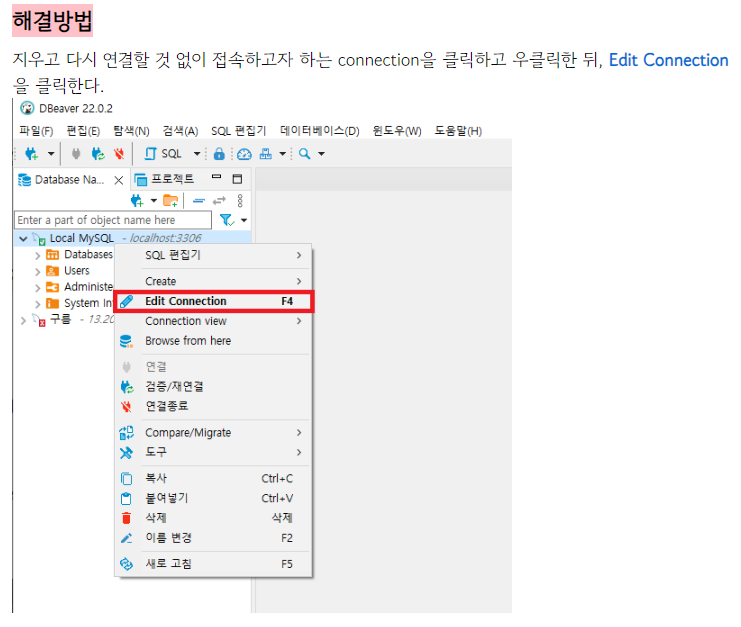 해결방법
지우고 다시 연결할 것 없이 접속하고자 하는 connection을 클릭하고 우클릭한 뒤, Edit Connection
을 클릭한다.
DBeaver 22.0.2
파일(F) 편집(E) 탐색(N) 검색(A) SQL 편집기 데이터베이스(D) 윈도우(W) 도움말(H)
SQL
Database Na... 프로젝트
Enter a part of object name here
Local MySQL - localhost:3306
Databases
SQL 편집기
Users
Create
Administe
Edit Connection F4
System In
Connection view
구름 - 13.20
Browse from here
연결
검증/재연결
연결종료
Compare/Migrate
도구
복사 Ctrl+C
붙여넣기 Ctrl+V
삭제 삭제
이름 변경 F2
새로 고침 F5